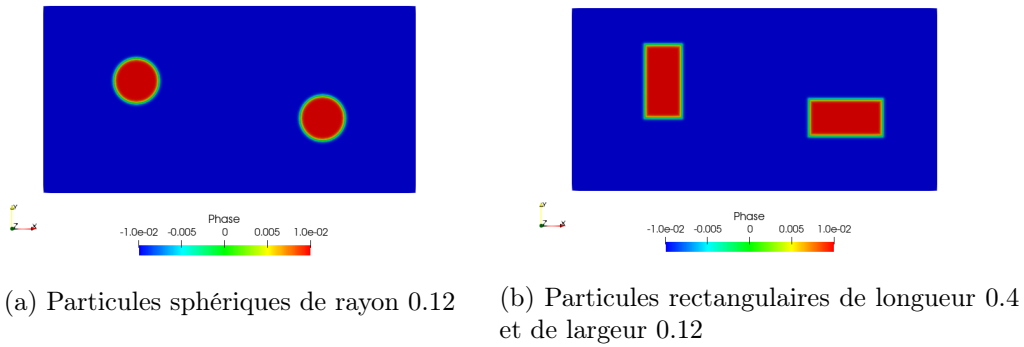 Phase
-1.0e-02 -0.005 0 0.005 1.0e-02
Y
Z X
(a) Particules sphériques de rayon 0.12
Phase
-1.0e-02 -0.005 0 0.005 1.0e-02
Y
Z X
(b) Particules rectangulaires de longueur 0.4
et de largeur 0.12